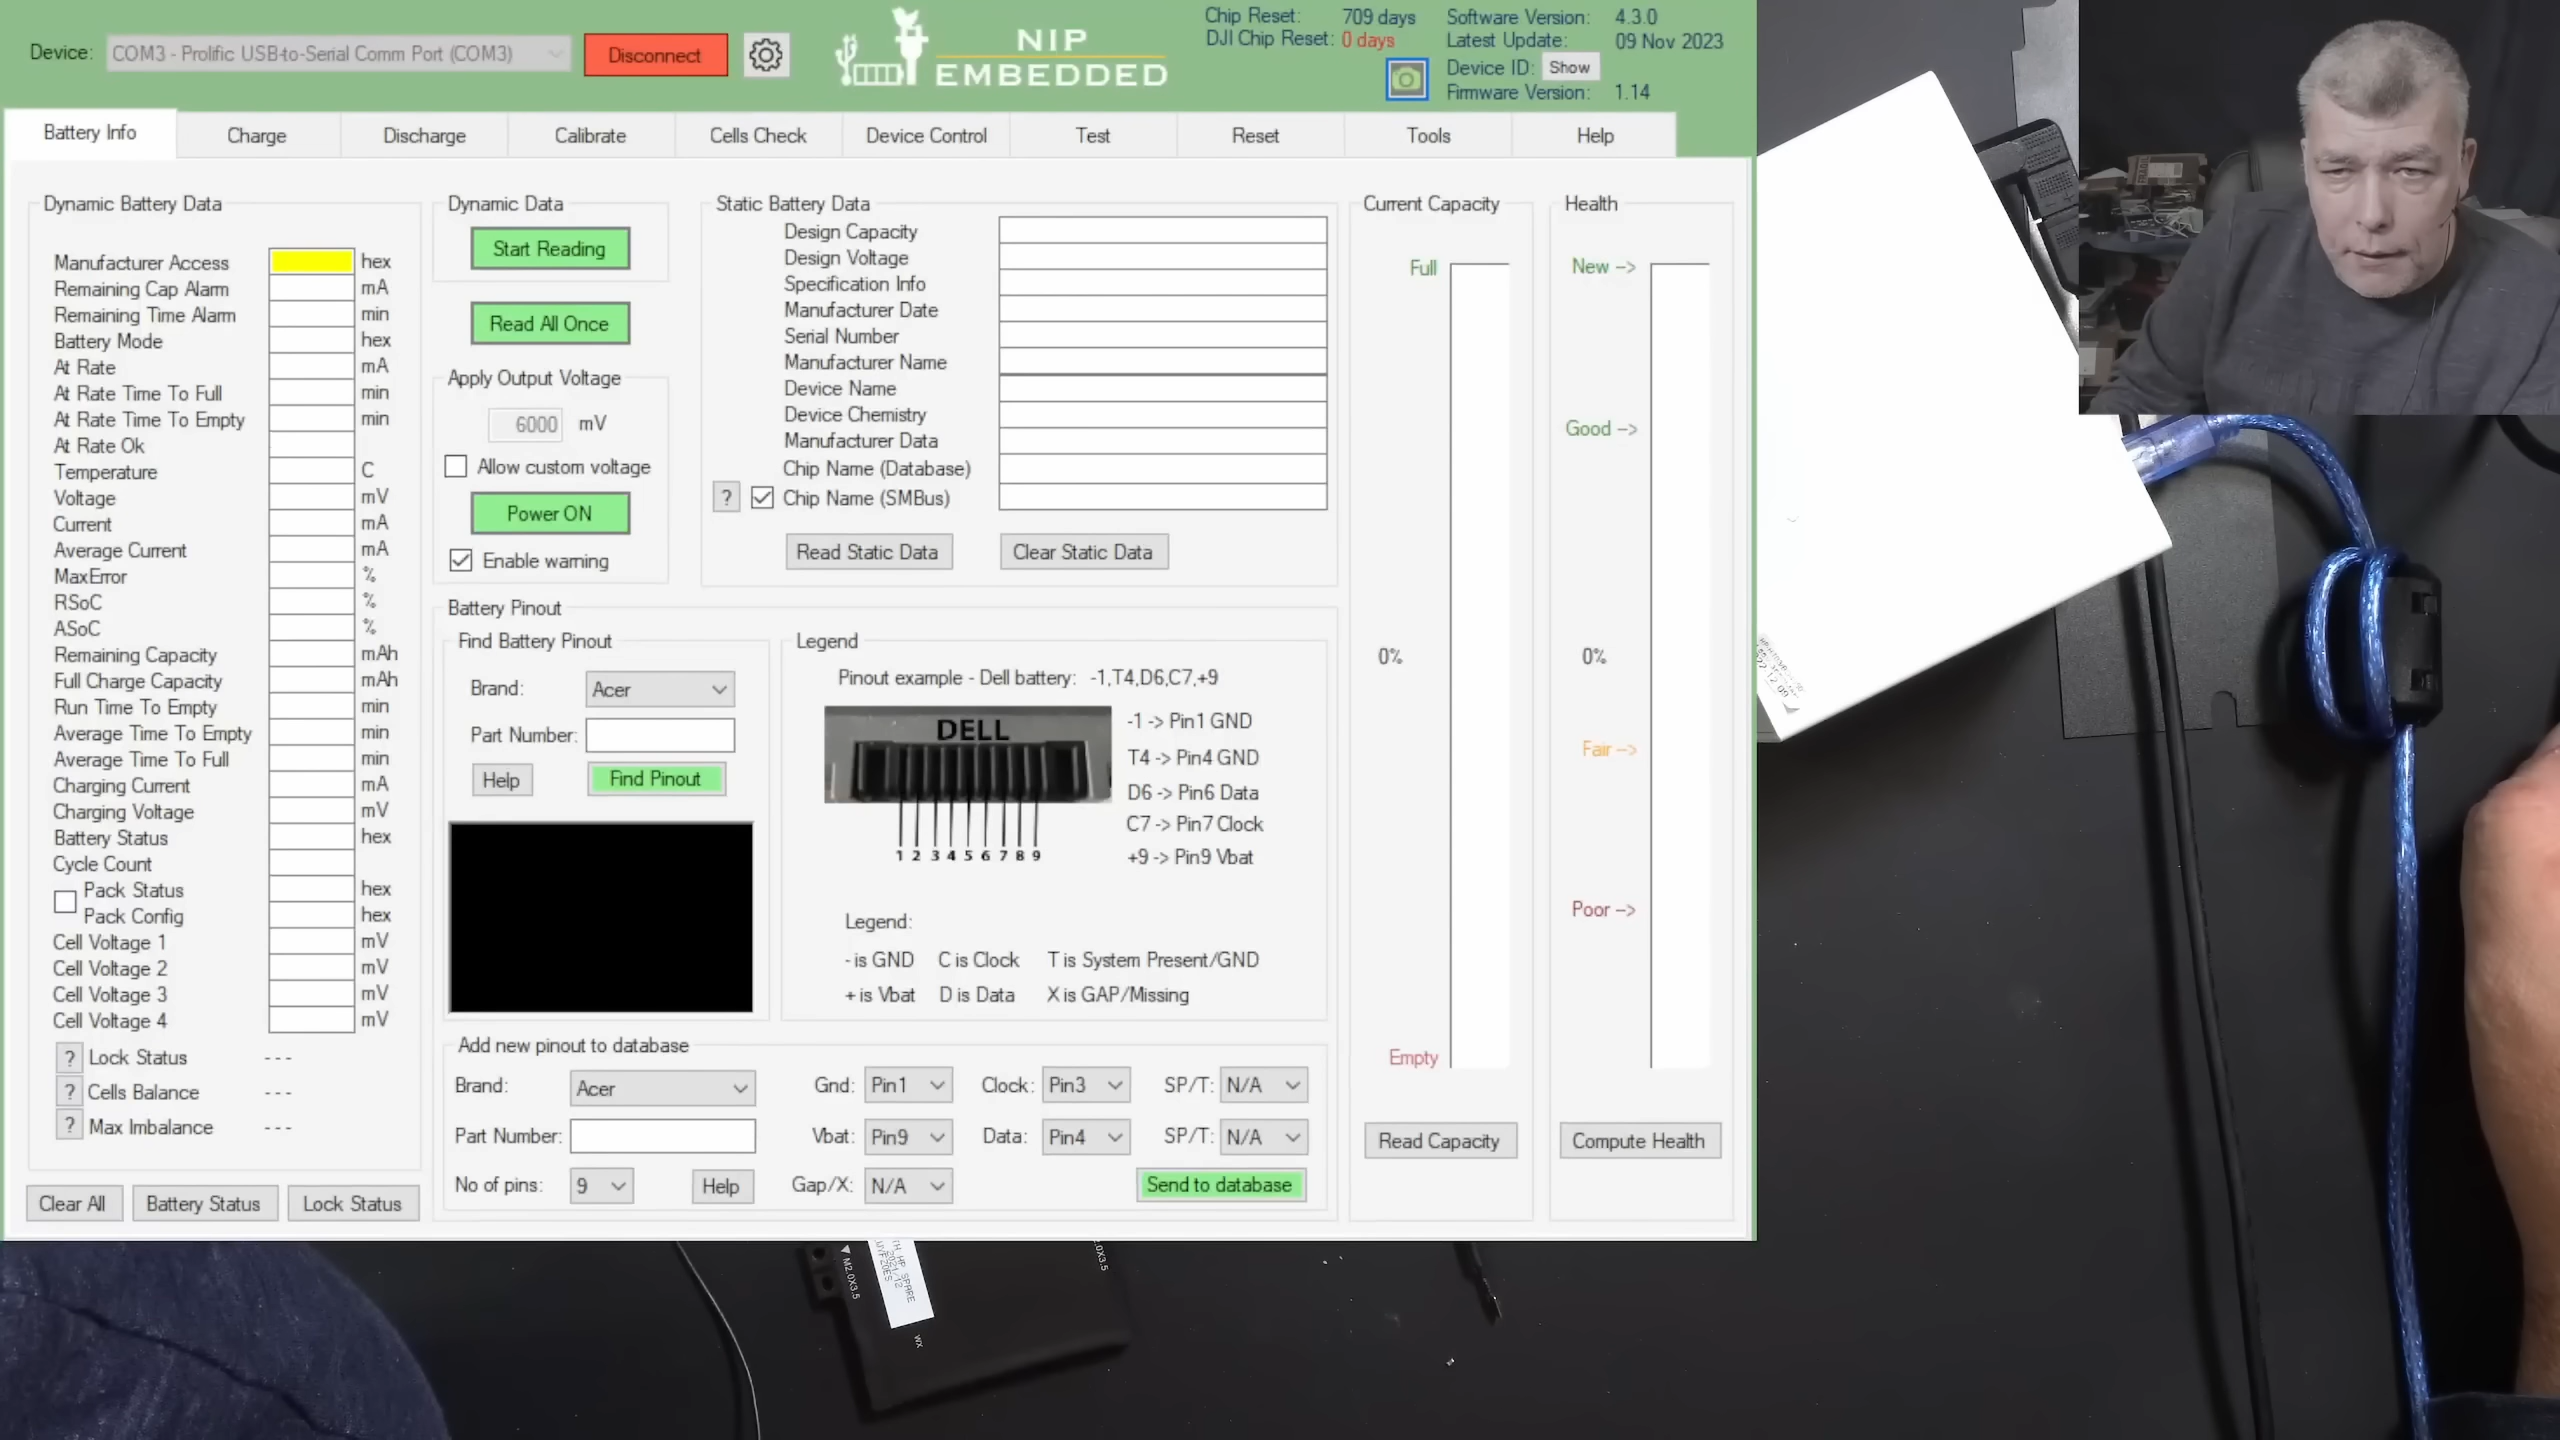 Device: COM3 - Prolific USB-to-Serial Comm Port (COM3) Disconnect
NIP
EMBEDDED
Chip Reset: 709 days
DJI Chip Reset: 0 days
Software Version: 4.3.0
Latest Update: 09 Nov 2023
Device ID: Show
Firmware Version: 1.14
Battery Info Charge Discharge Calibrate Cells Check Device Control Test Reset Tools Help
Dynamic Battery Data
Manufacturer Access hex
Remaining Cap Alarm mA
Remaining Time Alarm min
Battery Mode hex
At Rate mA
At Rate Time To Full min
At Rate Time To Empty min
At Rate Ok
Temperature C
Voltage mV
Current mA
Average Current mA
MaxError %
RSoC %
ASoC %
Remaining Capacity mAh
Full Charge Capacity mAh
Run Time To Empty min
Average Time To Empty min
Average Time To Full min
Charging Current mA
Charging Voltage mV
Battery Status hex
Cycle Count
Pack Status hex
Pack Config hex
Cell Voltage 1 mV
Cell Voltage 2 mV
Cell Voltage 3 mV
Cell Voltage 4 mV
? Lock Status ---
? Cells Balance ---
? Max Imbalance ---
Clear All Battery Status Lock Status
Dynamic Data
Start Reading
Read All Once
Apply Output Voltage
6000 mV
Allow custom voltage
Power ON
Enable warning
Static Battery Data
Design Capacity
Design Voltage
Specification Info
Manufacturer Date
Serial Number
Manufacturer Name
Device Name
Device Chemistry
Manufacturer Data
Chip Name (Database)
? Chip Name (SMBus)
Read Static Data Clear Static Data
Battery Pinout
Find Battery Pinout
Brand: Acer
Part Number:
Help Find Pinout
Legend
Pinout example - Dell battery: -1,T4,D6,C7,+9
DELL
1 2 3 4 5 6 7 8 9
-1 -> Pin1 GND
T4 -> Pin4 GND
D6 -> Pin6 Data
C7 -> Pin7 Clock
+9 -> Pin9 Vbat
Legend:
- is GND C is Clock T is System Present/GND
+ is Vbat D is Data X is GAP/Missing
Add new pinout to database
Brand: Acer Gnd: Pin1 Clock: Pin3 SP/T: N/A
Part Number: Vbat: Pin9 Data: Pin4 SP/T: N/A
No of pins: 9 Help Gap/X: N/A Send to database
Current Capacity
Full
0%
Empty
Read Capacity
Health
New -->
Good -->
0%
Fair -->
Poor -->
Compute Health
M2.0X3.5
HP SPARE
2021/12
WX